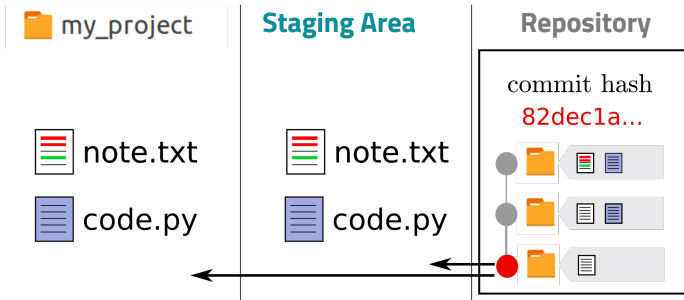 my_project
Staging Area
Repository
commit hash
82dec1a...
note.txt
note.txt
code.py
code.py